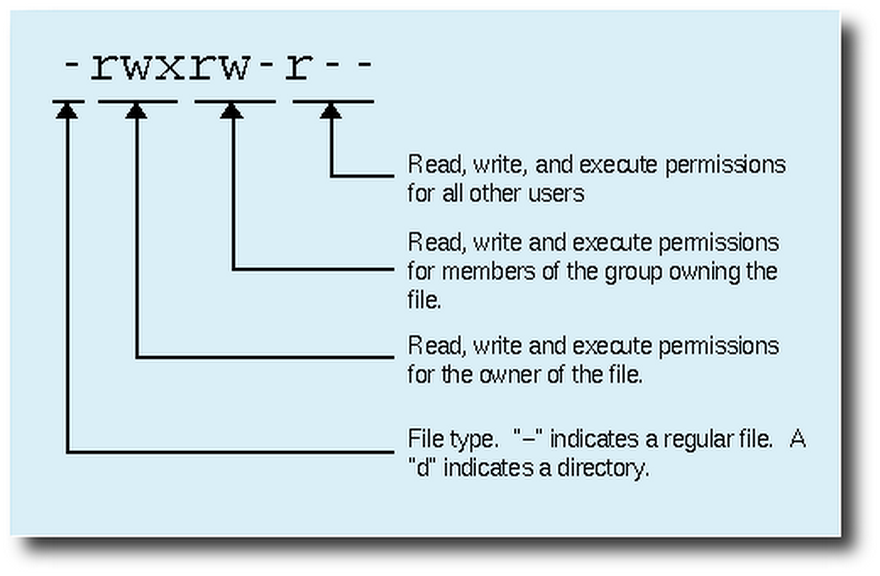 -rwxrw-r--
Read, write, and execute permissions
for all other users
Read, write and execute permissions
for members of the group owning the
file.
Read, write and execute permissions
for the owner of the file.
File type. "–" indicates a regular file. A
"d" indicates a directory.